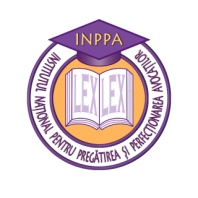 INPPA
INSTITUTUL NAȚIONAL PENTRU PREGĂTIREA ȘI PERFECȚIONAREA AVOCAȚILOR
LEX LEX